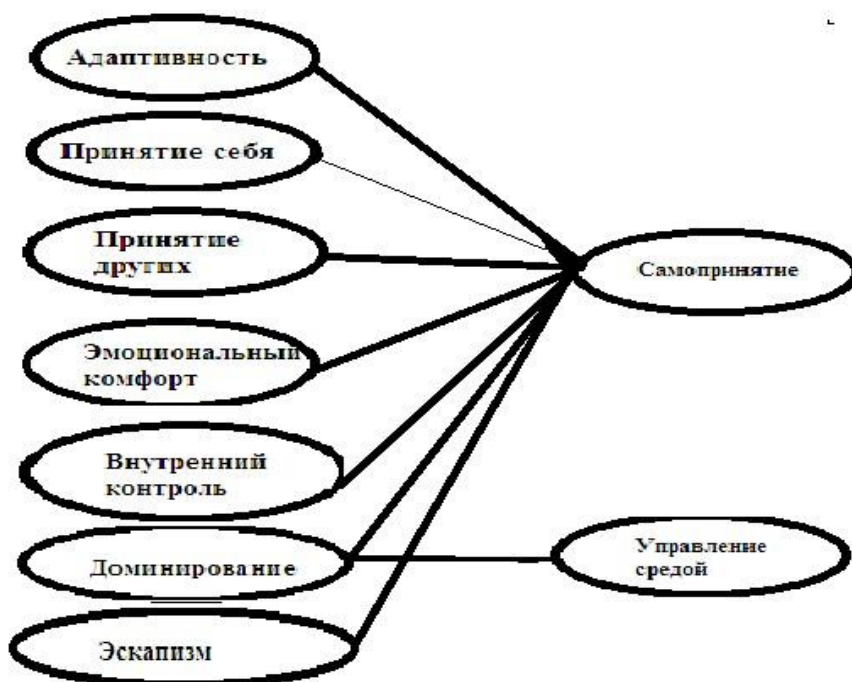 Адаптивность
Принятие себя
Принятие
других
Самопринятие
Эмоциональный
комфорт
Внутренний
контроль
Доминирование
Управление
средой
Эскапизм